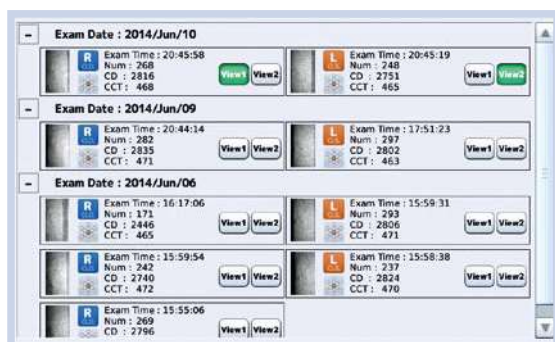 − Exam Date : 2014/Jun/10
R
Exam Time : 20:45:58
Num : 268
CD : 2816
CCT : 468
View1 View2
L
Exam Time : 20:45:19
Num : 248
CD : 2751
CCT : 465
View1 View2
− Exam Date : 2014/Jun/09
R
Exam Time : 20:44:14
Num : 282
CD : 2835
CCT : 471
View1 View2
L
Exam Time : 17:51:23
Num : 297
CD : 2802
CCT : 463
View1 View2
− Exam Date : 2014/Jun/06
R
Exam Time : 16:17:06
Num : 171
CD : 2446
CCT : 465
View1 View2
L
Exam Time : 15:59:31
Num : 293
CD : 2806
CCT : 471
View1 View2
R
Exam Time : 15:59:54
Num : 242
CD : 2740
CCT : 472
View1 View2
L
Exam Time : 15:58:38
Num : 237
CD : 2824
CCT : 470
View1 View2
R
Exam Time : 15:55:06
Num : 269
CD : 2796
View1 View2